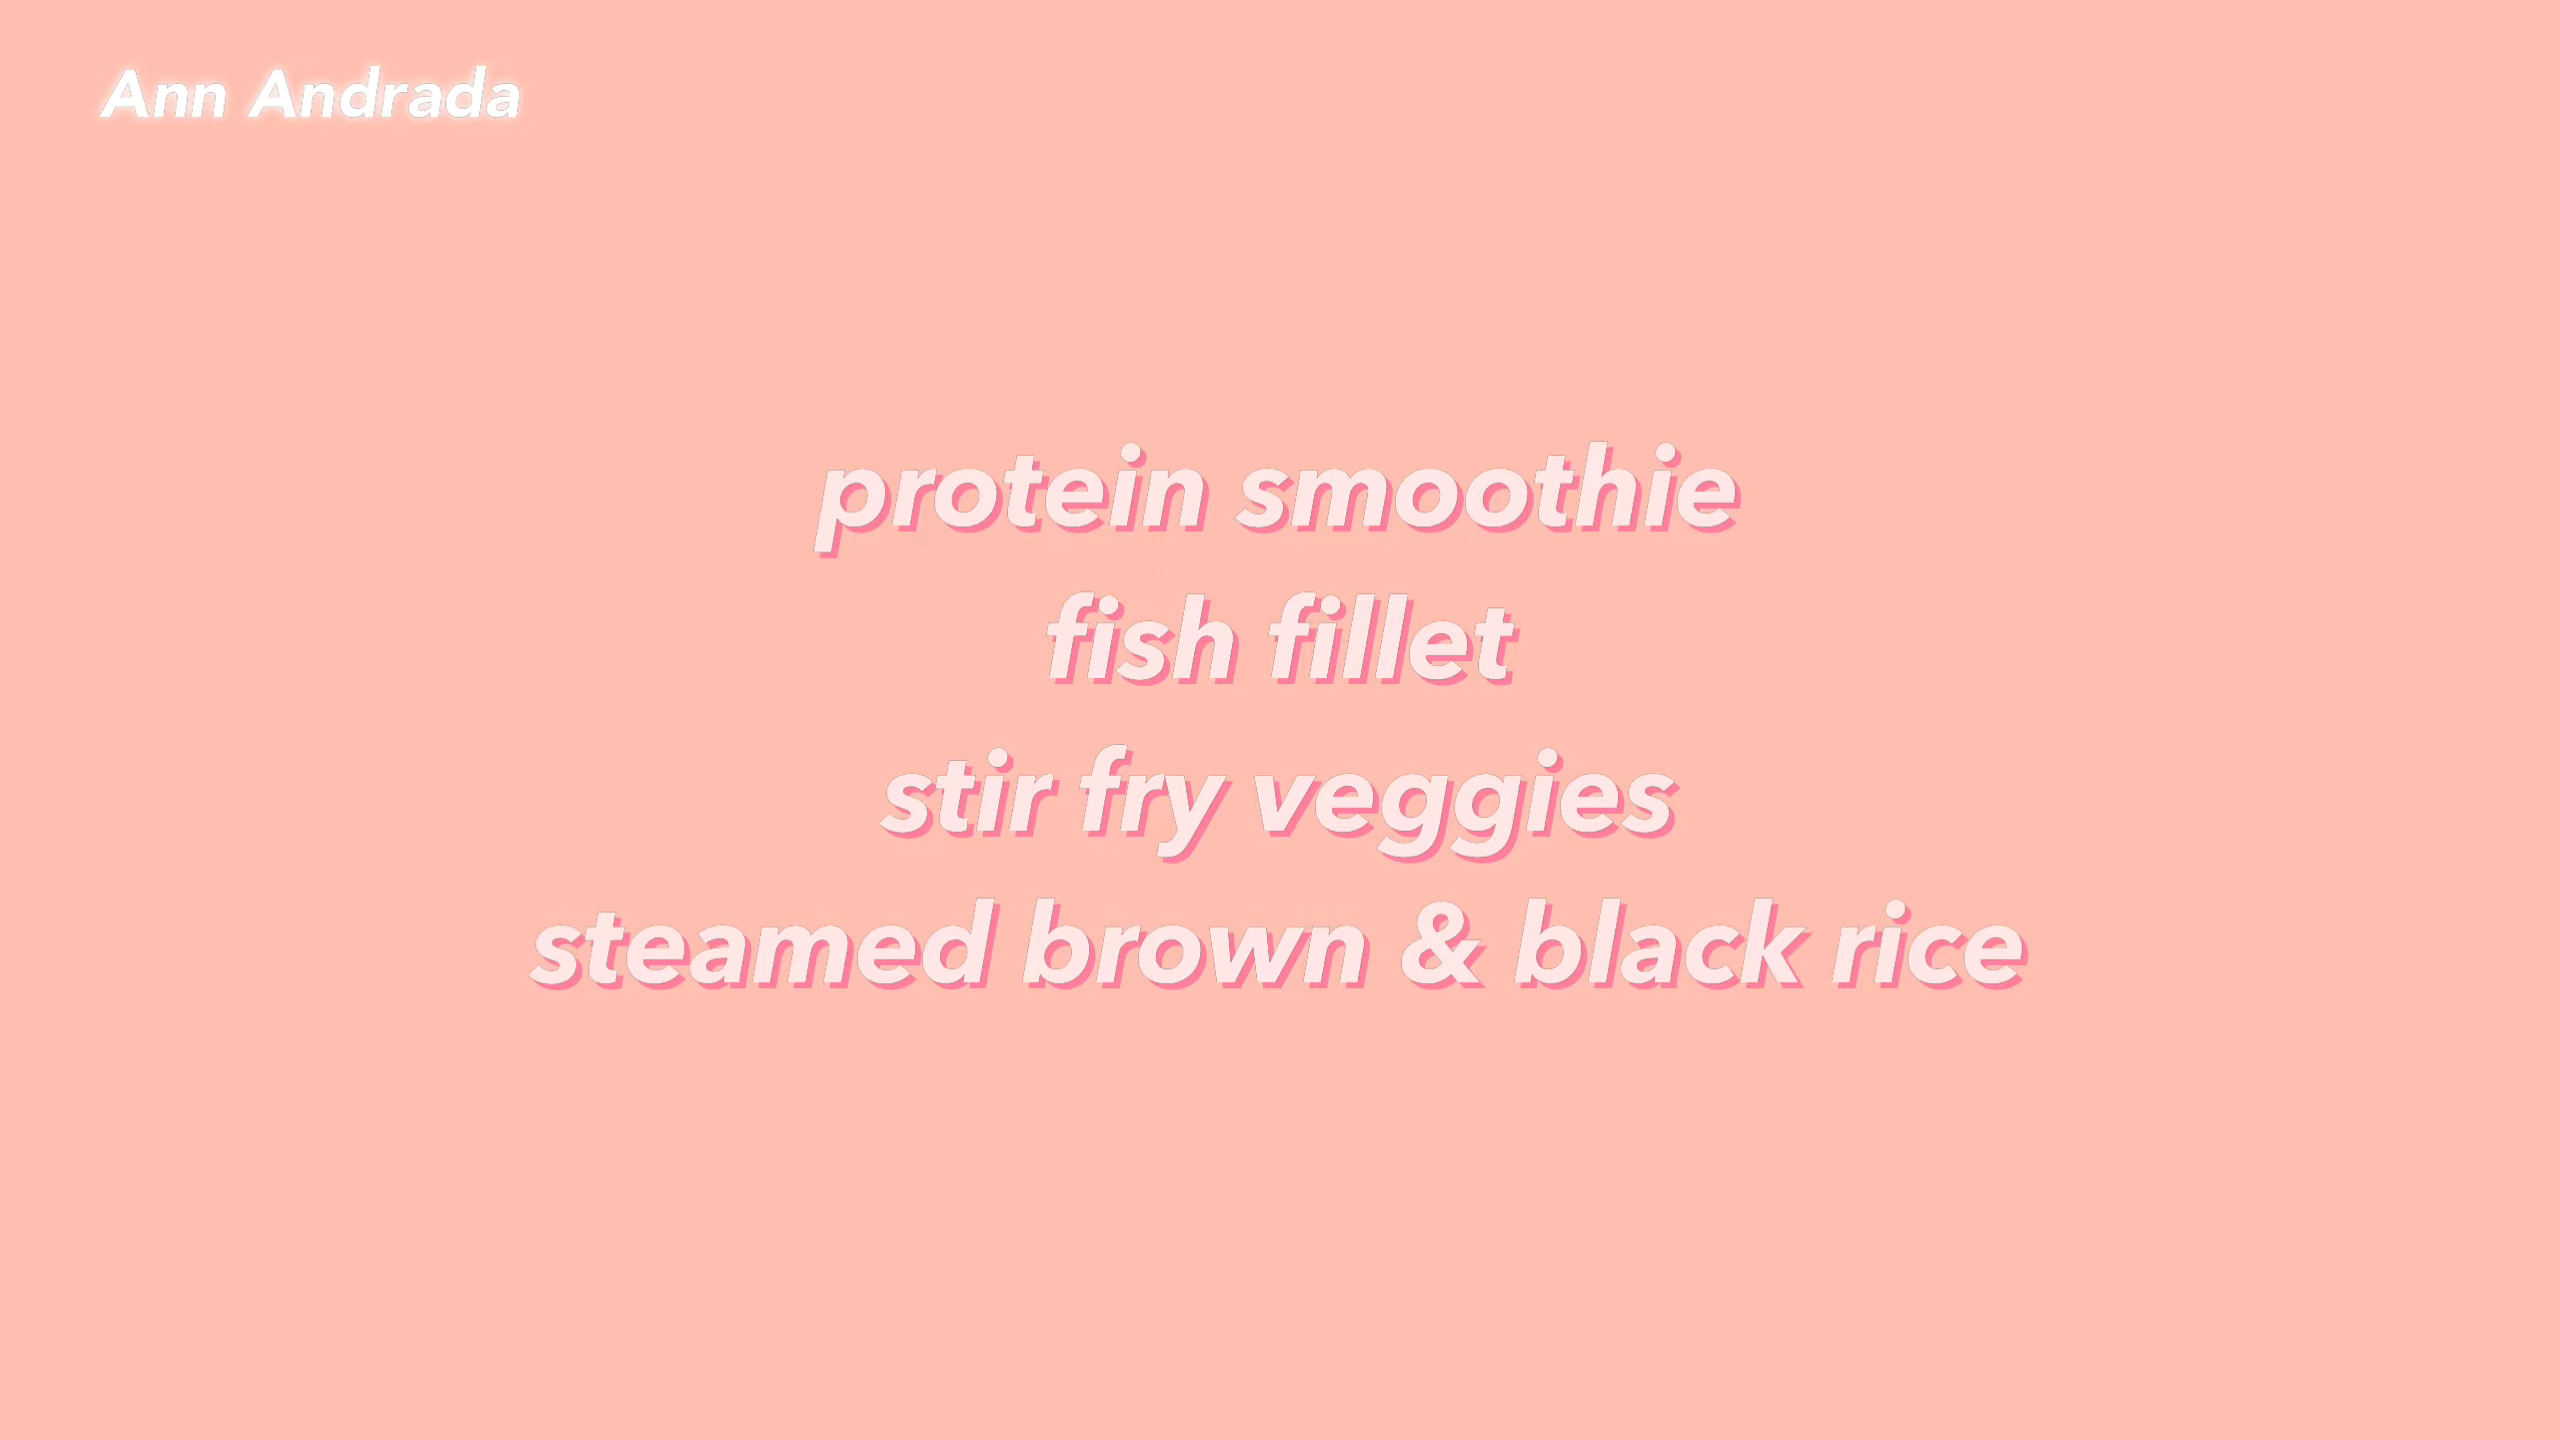 Ann Andrada
protein smoothie
fish fillet
stir fry veggies
steamed brown & black rice